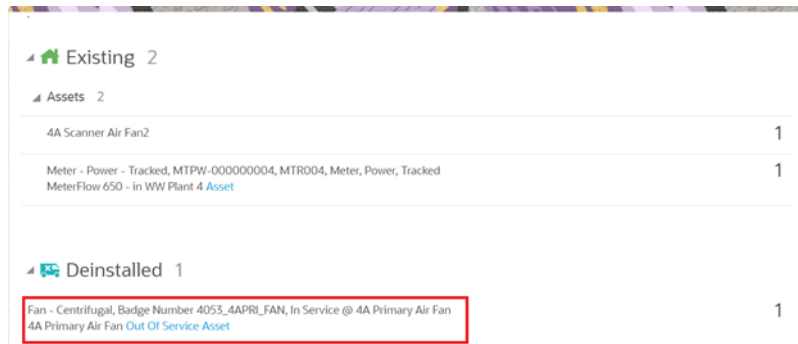 Existing 2
Assets 2
4A Scanner Air Fan2 1
Meter - Power - Tracked, MTPW-000000004, MTR004, Meter, Power, Tracked 1
MeterFlow 650 - in WW Plant 4 Asset
Deinstalled 1
Fan - Centrifugal, Badge Number 4053_4APRI_FAN, In Service @ 4A Primary Air Fan 1
4A Primary Air Fan Out Of Service Asset